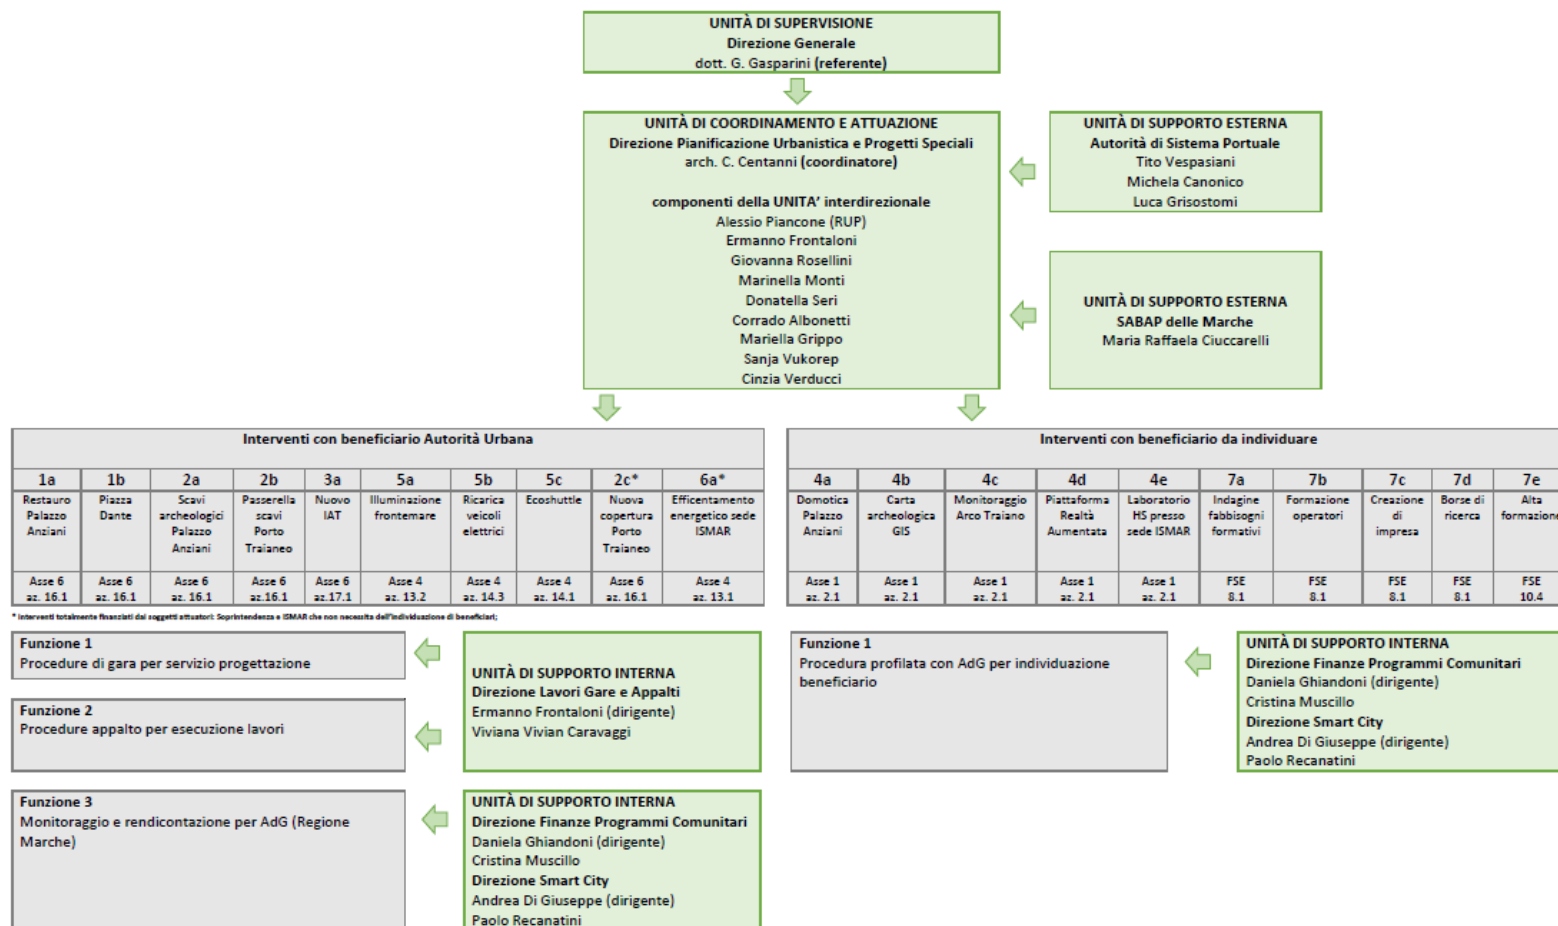 UNITÀ DI SUPERVISIONE
Direzione Generale
dott. G. Gasparini (referente)
UNITÀ DI COORDINAMENTO E ATTUAZIONE
Direzione Pianificazione Urbanistica e Progetti Speciali
arch. C. Centanni (coordinatore)
componenti della UNITA' interdirezionale
Alessio Piancone (RUP)
Ermanno Frontaloni
Giovanna Rosellini
Marinella Monti
Donatella Seri
Corrado Albonetti
Mariella Grippo
Sanja Vukorep
Cinzia Verducci
UNITÀ DI SUPPORTO ESTERNA
Autorità di Sistema Portuale
Tito Vespasiani
Michela Canonico
Luca Grisostomi
UNITÀ DI SUPPORTO ESTERNA
SABAP delle Marche
Maria Raffaela Ciuccarelli
Interventi con beneficiario Autorità Urbana
1a 1b 2a 2b 3a 5a 5b 5c 2c* 6a*
Restauro Piazza Scavi Passerella Nuovo Illuminazione Ricarica Ecoshuttle Nuova Efficentamento
Palazzo Dante archeologici scavi IAT frontemare veicoli copertura energetico sede
Anziani Palazzo Porto elettrici Porto ISMAR
Anziani Traianeo Traianeo
Asse 6 Asse 6 Asse 6 Asse 6 Asse 6 Asse 4 Asse 4 Asse 4 Asse 6 Asse 4
az. 16.1 az. 16.1 az. 16.1 az.16.1 az.17.1 az. 13.2 az. 14.3 az. 14.1 az. 16.1 az. 13.1
* interventi totalmente finanziati dai soggetti attuatori: Soprintendenza e ISMAR che non necessita dell'individuazione di beneficiari;
Interventi con beneficiario da individuare
4a 4b 4c 4d 4e 7a 7b 7c 7d 7e
Domotica Carta Monitoraggio Piattaforma Laboratorio Indagine Formazione Creazione Borse di Alta
Palazzo archeologica Arco Traiano Realtà HS presso fabbisogni operatori di ricerca formazione
Anziani GIS Aumentata sede ISMAR formativi impresa
Asse 1 Asse 1 Asse 1 Asse 1 Asse 1 FSE FSE FSE FSE FSE
az. 2.1 az. 2.1 az. 2.1 az. 2.1 az. 2.1 8.1 8.1 8.1 8.1 10.4
Funzione 1
Procedure di gara per servizio progettazione
Funzione 2
Procedure appalto per esecuzione lavori
UNITÀ DI SUPPORTO INTERNA
Direzione Lavori Gare e Appalti
Ermanno Frontaloni (dirigente)
Viviana Vivian Caravaggi
Funzione 1
Procedura profilata con AdG per individuazione
beneficiario
UNITÀ DI SUPPORTO INTERNA
Direzione Finanze Programmi Comunitari
Daniela Ghiandoni (dirigente)
Cristina Muscillo
Direzione Smart City
Andrea Di Giuseppe (dirigente)
Paolo Recanatini
Funzione 3
Monitoraggio e rendicontazione per AdG (Regione
Marche)
UNITÀ DI SUPPORTO INTERNA
Direzione Finanze Programmi Comunitari
Daniela Ghiandoni (dirigente)
Cristina Muscillo
Direzione Smart City
Andrea Di Giuseppe (dirigente)
Paolo Recanatini